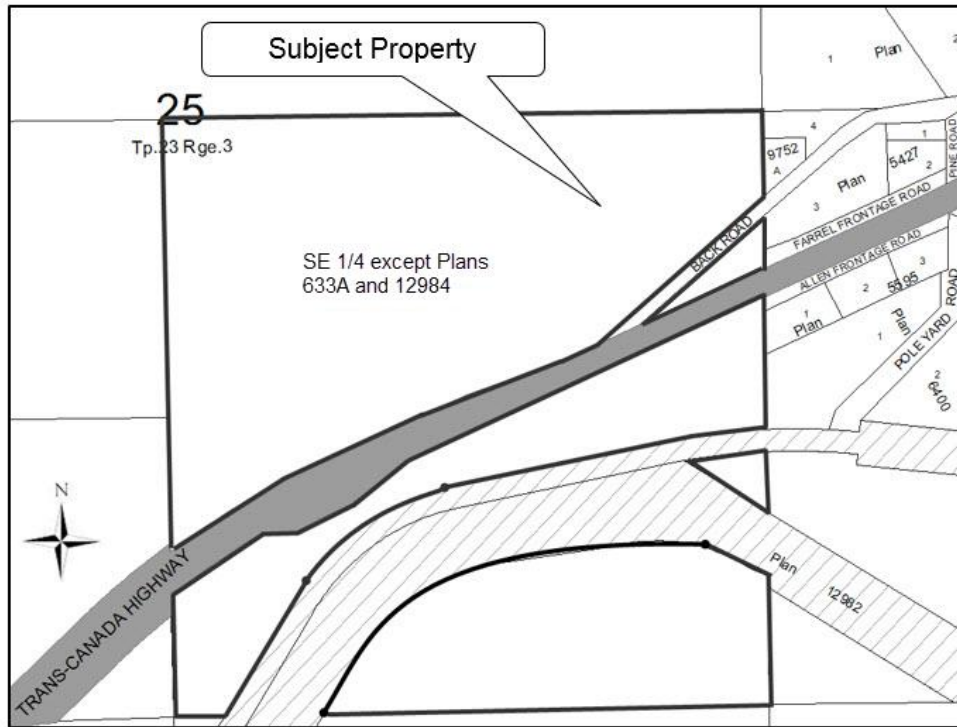 Subject Property
25
Tp.23 Rge.3
SE 1/4 except Plans
633A and 12984
1
Plan
2
4
9752
A
Plan
3
1
5427
2
PINE ROAD
BACK ROAD
FARREL FRONTAGE ROAD
ALLEN FRONTAGE ROAD
1
Plan
2
5595
3
1
Plan
POLE YARD ROAD
2
6400
N
TRANS-CANADA HIGHWAY
Plan
12982